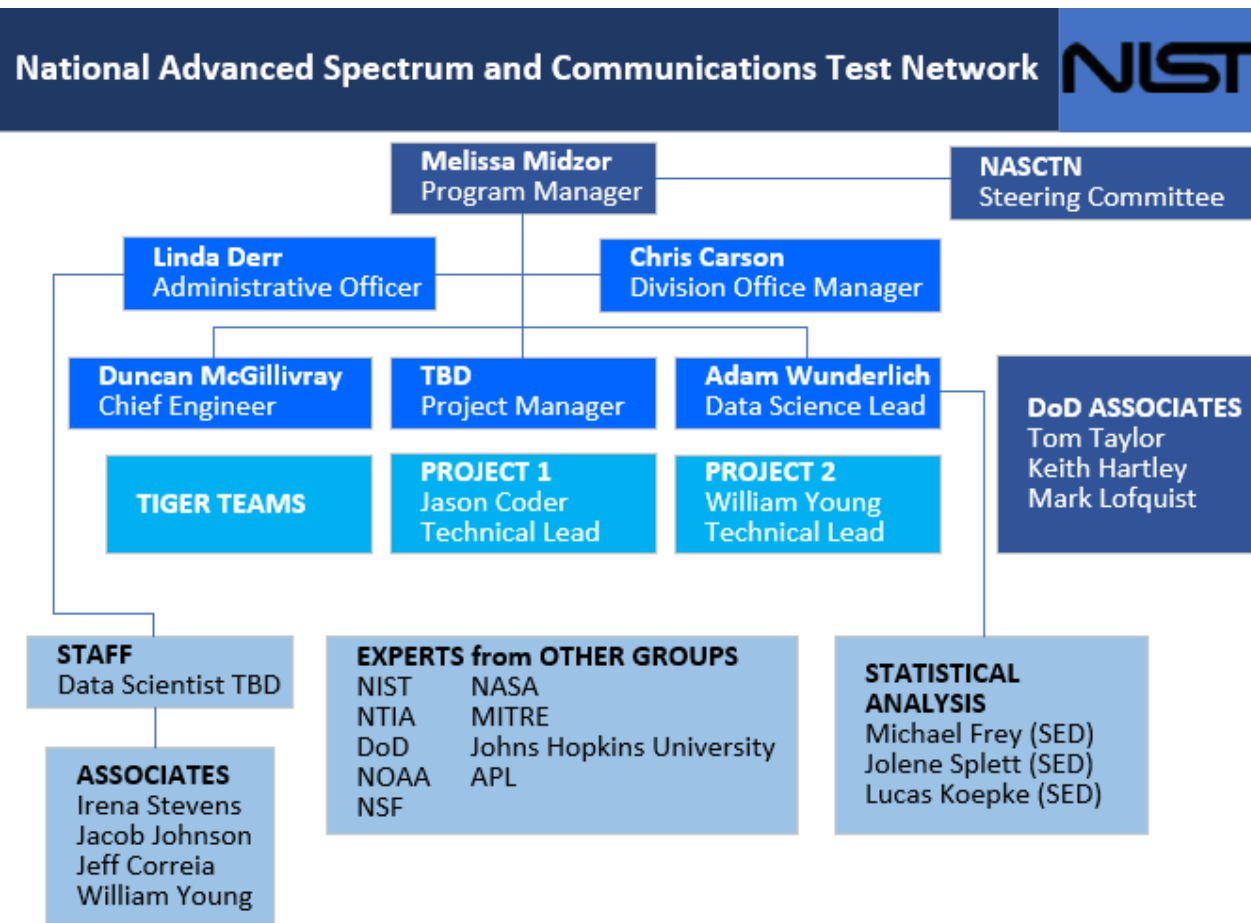 National Advanced Spectrum and Communications Test Network
NIST
Melissa Midzor
Program Manager
NASCTN
Steering Committee
Linda Derr
Administrative Officer
Chris Carson
Division Office Manager
Duncan McGillivray
Chief Engineer
TBD
Project Manager
Adam Wunderlich
Data Science Lead
DoD ASSOCIATES
Tom Taylor
Keith Hartley
Mark Lofquist
TIGER TEAMS
PROJECT 1
Jason Coder
Technical Lead
PROJECT 2
William Young
Technical Lead
STAFF
Data Scientist TBD
ASSOCIATES
Irena Stevens
Jacob Johnson
Jeff Correia
William Young
EXPERTS from OTHER GROUPS
NIST NASA
NTIA MITRE
DoD Johns Hopkins University
NOAA APL
NSF
STATISTICAL
ANALYSIS
Michael Frey (SED)
Jolene Splett (SED)
Lucas Koepke (SED)